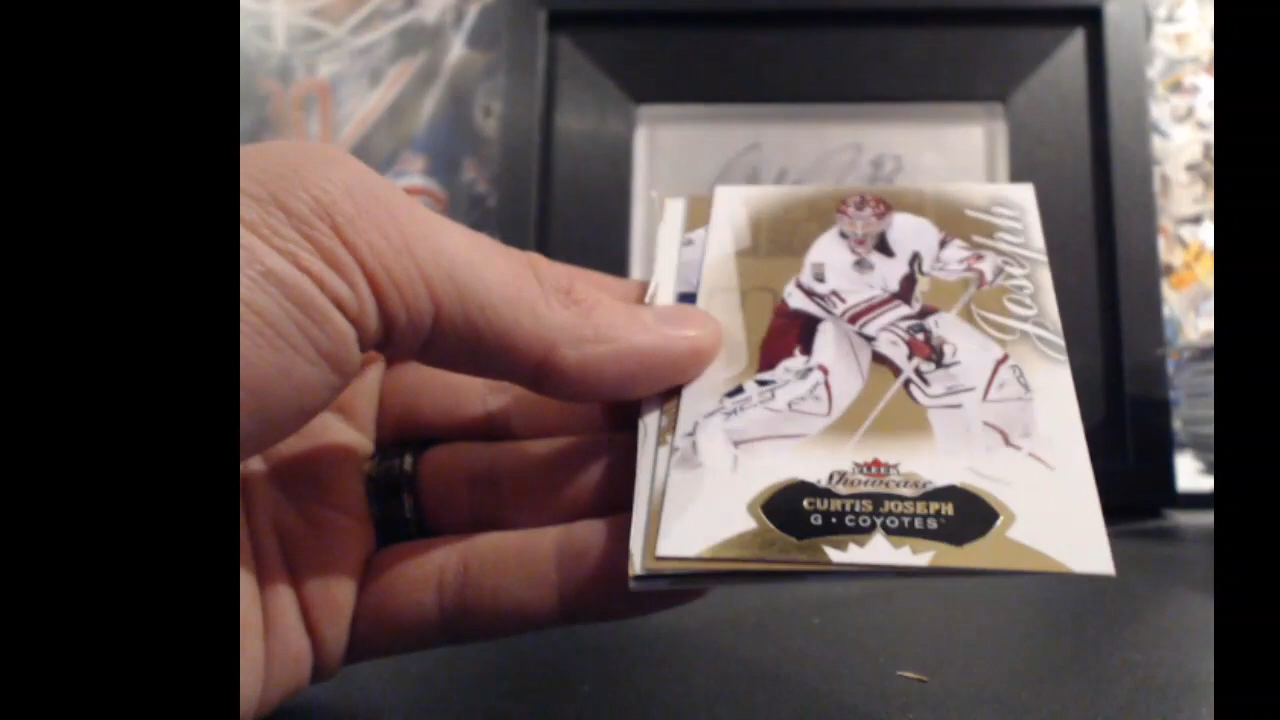 Joseph
FLEER
Showcase
CURTIS JOSEPH
G • COYOTES